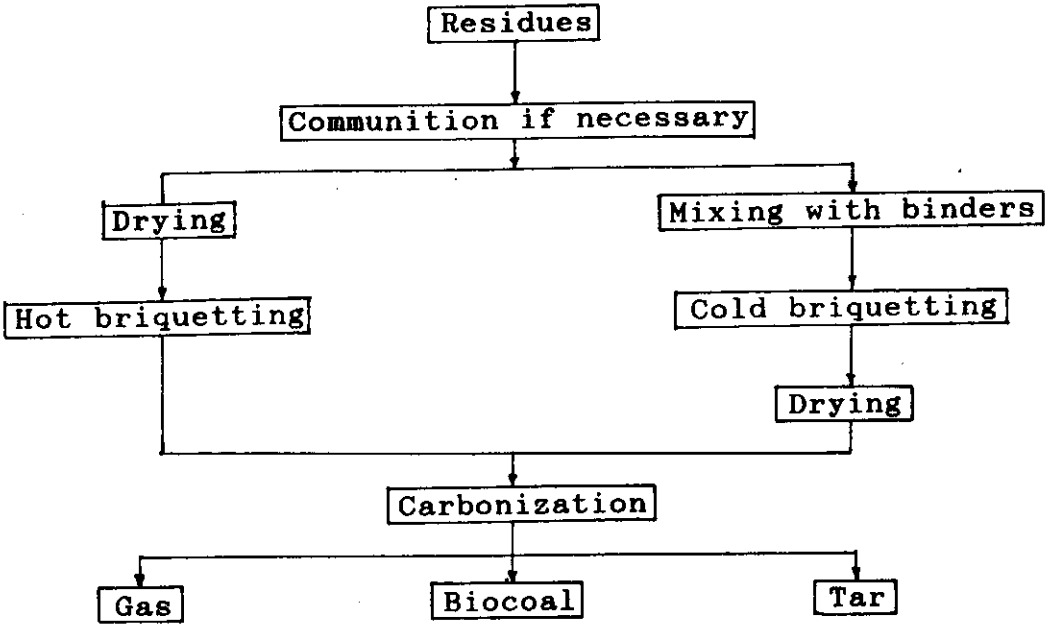 Residues
Communition if necessary
Drying
Mixing with binders
Hot briquetting
Cold briquetting
Drying
Carbonization
Gas
Biocoal
Tar